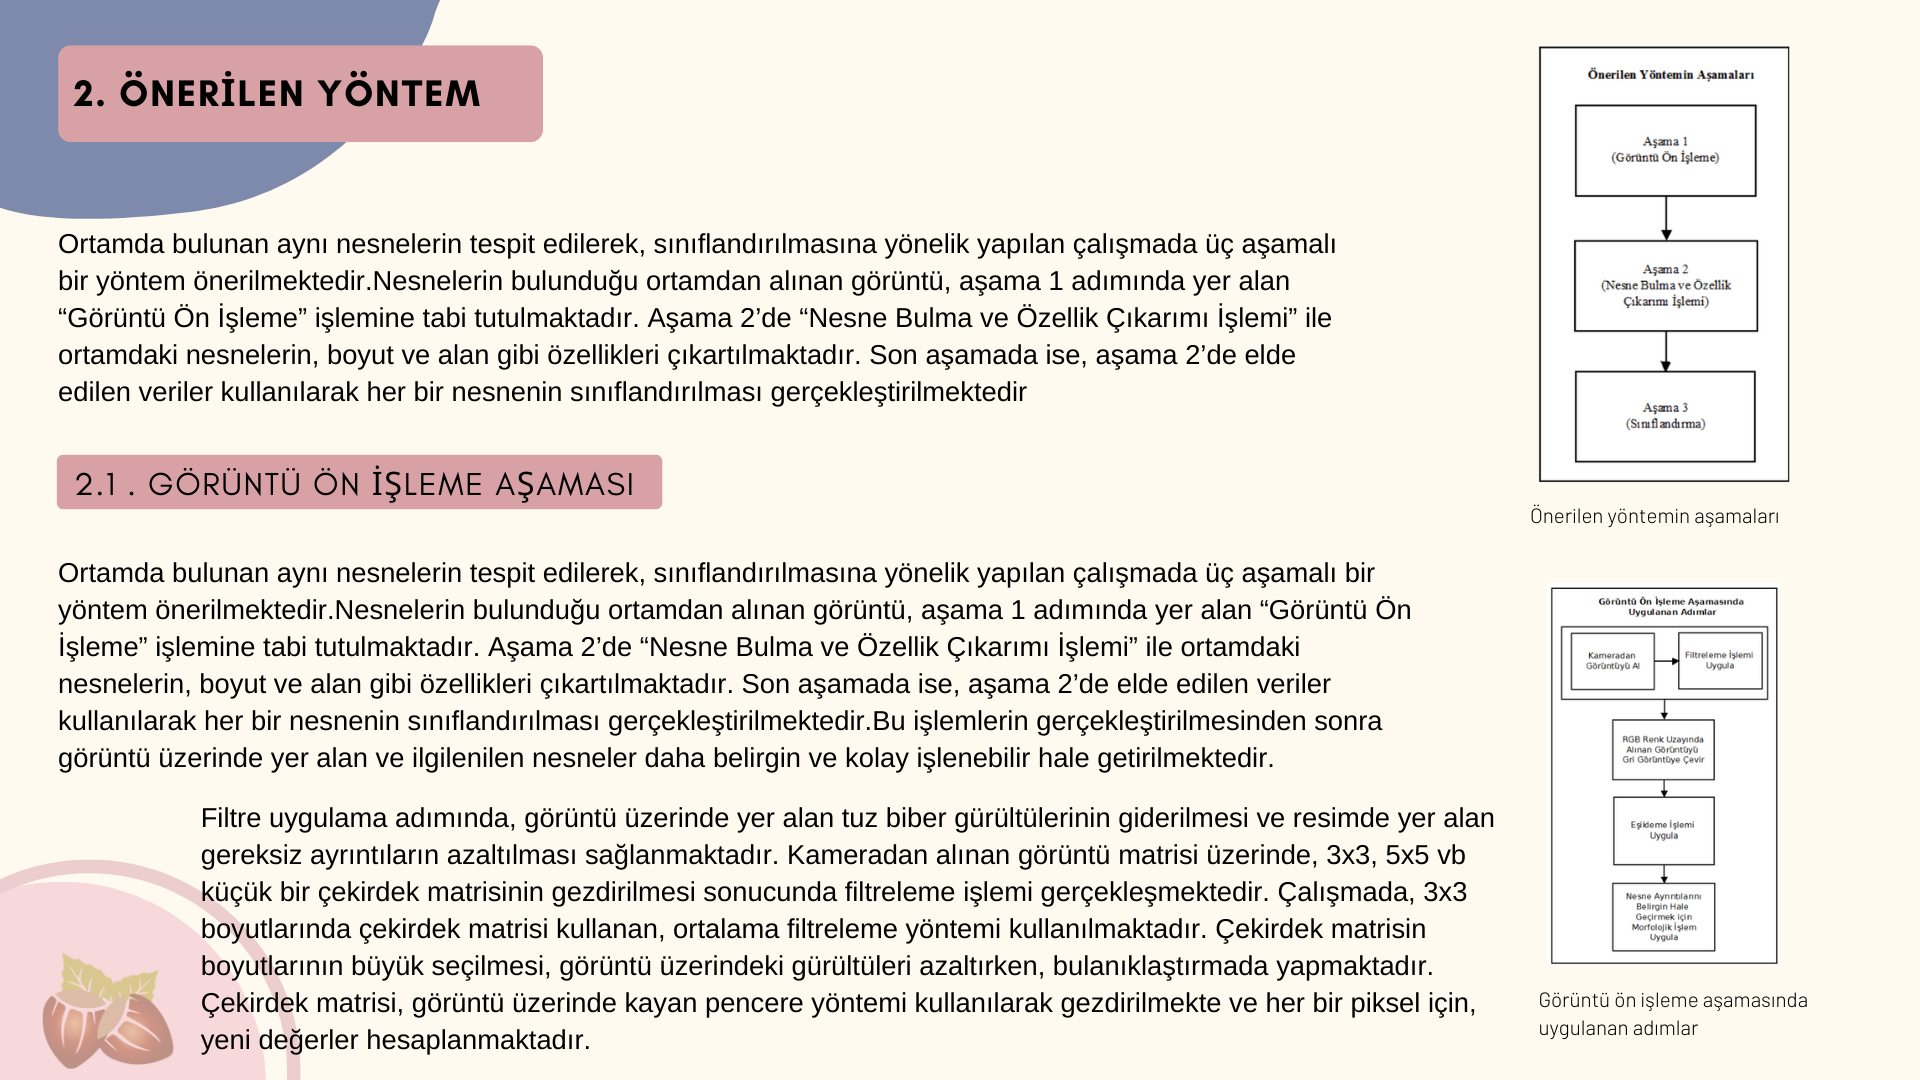 2. ÖNERİLEN YÖNTEM
Ortamda bulunan aynı nesnelerin tespit edilerek, sınıflandırılmasına yönelik yapılan çalışmada üç aşamalı
bir yöntem önerilmektedir.Nesnelerin bulunduğu ortamdan alınan görüntü, aşama 1 adımında yer alan
“Görüntü Ön İşleme” işlemine tabi tutulmaktadır. Aşama 2’de “Nesne Bulma ve Özellik Çıkarımı İşlemi” ile
ortamdaki nesnelerin, boyut ve alan gibi özellikleri çıkartılmaktadır. Son aşamada ise, aşama 2’de elde
edilen veriler kullanılarak her bir nesnenin sınıflandırılması gerçekleştirilmektedir
2.1 . GÖRÜNTÜ ÖN İŞLEME AŞAMASI
Ortamda bulunan aynı nesnelerin tespit edilerek, sınıflandırılmasına yönelik yapılan çalışmada üç aşamalı bir
yöntem önerilmektedir.Nesnelerin bulunduğu ortamdan alınan görüntü, aşama 1 adımında yer alan “Görüntü Ön
İşleme” işlemine tabi tutulmaktadır. Aşama 2’de “Nesne Bulma ve Özellik Çıkarımı İşlemi” ile ortamdaki
nesnelerin, boyut ve alan gibi özellikleri çıkartılmaktadır. Son aşamada ise, aşama 2’de elde edilen veriler
kullanılarak her bir nesnenin sınıflandırılması gerçekleştirilmektedir.Bu işlemlerin gerçekleştirilmesinden sonra
görüntü üzerinde yer alan ve ilgilenilen nesneler daha belirgin ve kolay işlenebilir hale getirilmektedir.
Filtre uygulama adımında, görüntü üzerinde yer alan tuz biber gürültülerinin giderilmesi ve resimde yer alan
gereksiz ayrıntıların azaltılması sağlanmaktadır. Kameradan alınan görüntü matrisi üzerinde, 3x3, 5x5 vb
küçük bir çekirdek matrisinin gezdirilmesi sonucunda filtreleme işlemi gerçekleşmektedir. Çalışmada, 3x3
boyutlarında çekirdek matrisi kullanan, ortalama filtreleme yöntemi kullanılmaktadır. Çekirdek matrisin
boyutlarının büyük seçilmesi, görüntü üzerindeki gürültüleri azaltırken, bulanıklaştırmada yapmaktadır.
Çekirdek matrisi, görüntü üzerinde kayan pencere yöntemi kullanılarak gezdirilmekte ve her bir piksel için,
yeni değerler hesaplanmaktadır.
Önerilen Yöntemin Aşamaları
Aşama 1
(Görüntü Ön İşleme)
Aşama 2
(Nesne Bulma ve Özellik
Çıkarımı İşlemi)
Aşama 3
(Sınıflandırma)
Önerilen yöntemin aşamaları
Görüntü Ön İşleme Aşamasında
Uygulanan Adımlar
Kameradan
Görüntüyü Al
Filtreleme İşlemi
Uygula
RGB Renk Uzayında
Alınan Görüntüyü
Gri Görüntüye Çevir
Eşikleme İşlemi
Uygula
Nesne Ayrıntılarını
Belirgin Hale
Geçirmek için
Morfolojik İşlem
Uygula
Görüntü ön işleme aşamasında
uygulanan adımlar